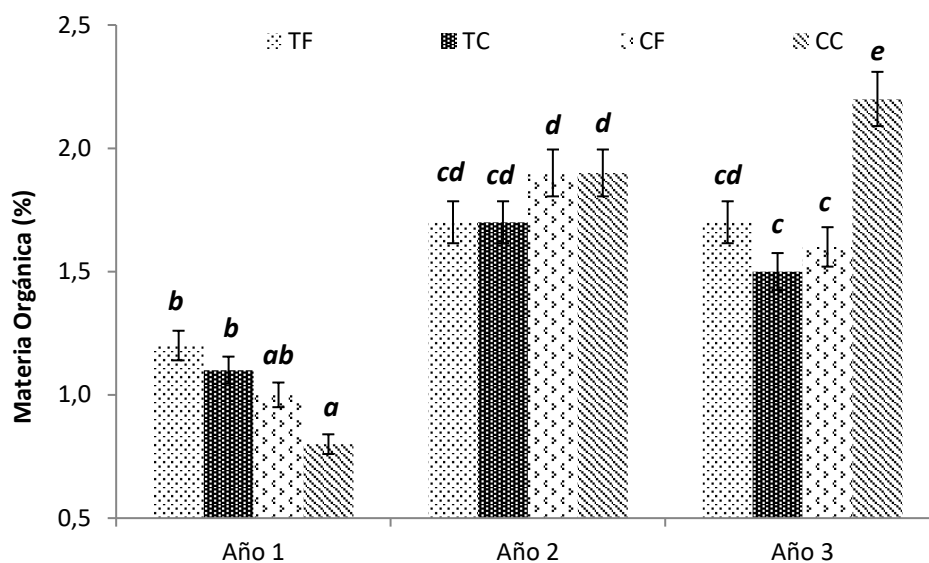 Materia Orgánica (%)
2,5
2,0
1,5
1,0
0,5
TF TC CF CC
b b ab a
cd cd d d
cd c c e
Año 1 Año 2 Año 3